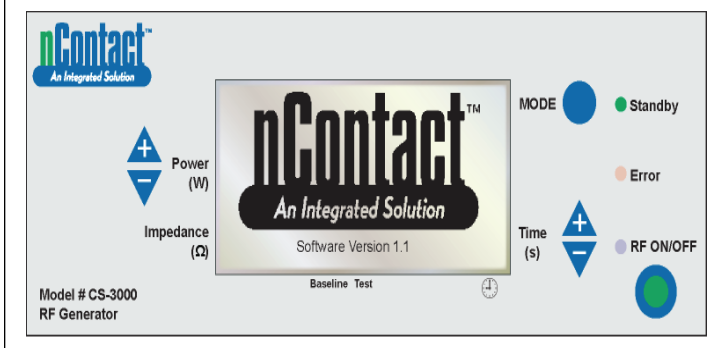 nContact™
An Integrated Solution
+
−
Power
(W)
Impedance
(Ω)
Model # CS-3000
RF Generator
nContact™
An Integrated Solution
Software Version 1.1
Baseline Test
MODE
Time
(s)
+
−
Standby
Error
RF ON/OFF